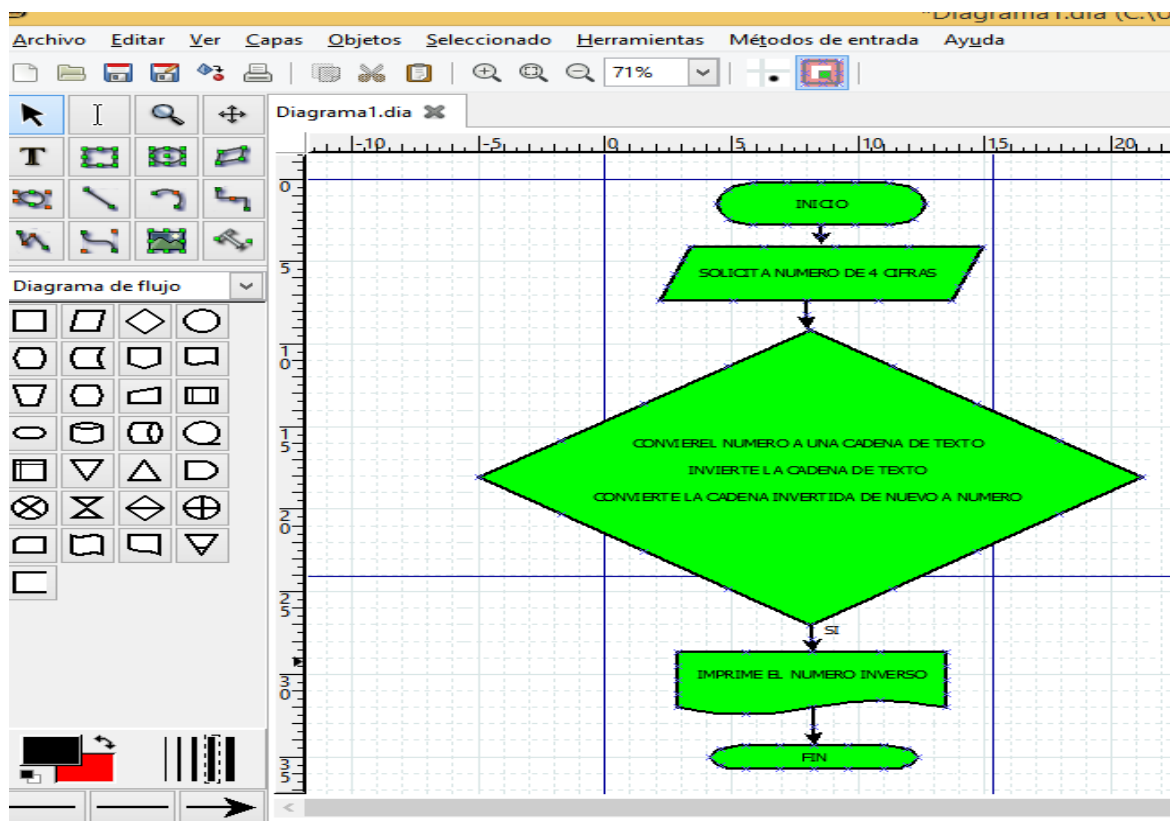 "Diagrama1.dia (C:\U
Archivo Editar Ver Capas Objetos Seleccionado Herramientas Métodos de entrada Ayuda
71%
Diagrama1.dia
-10 -5 0 5 10 15 20
T
Diagrama de flujo
0
5
10
15
20
25
30
35
INICIO
SOLICITA NUMERO DE 4 CIFRAS
CONVIEREL NUMERO A UNA CADENA DE TEXTO
INVIERTE LA CADENA DE TEXTO
CONVIERTE LA CADENA INVERTIDA DE NUEVO A NUMERO
SI
IMPRIME EL NUMERO INVERSO
FIN